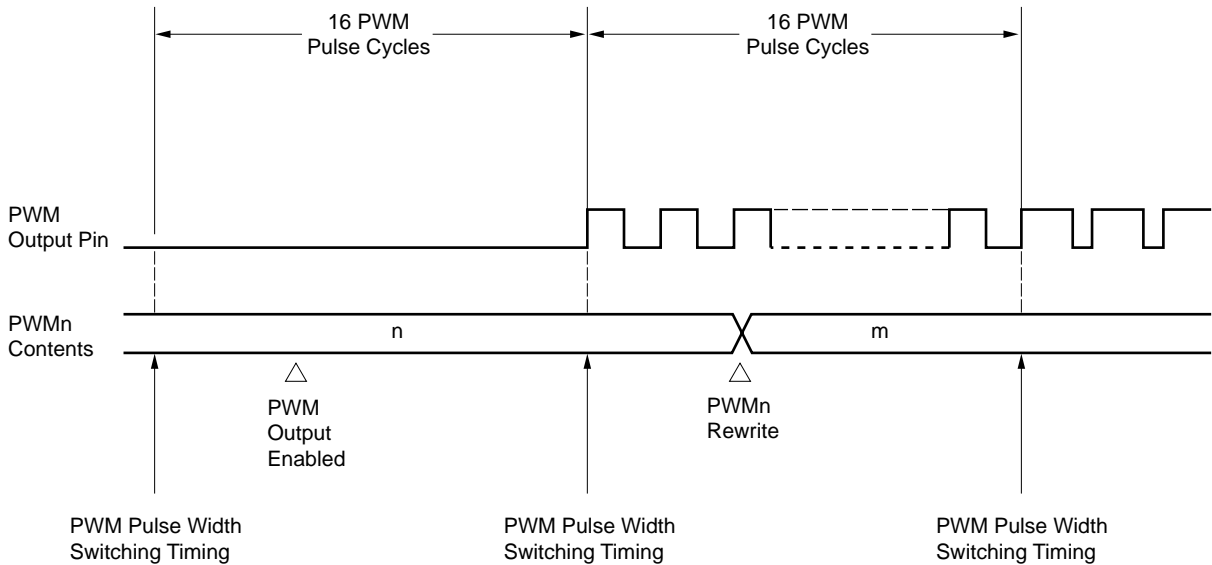 16 PWM
Pulse Cycles
16 PWM
Pulse Cycles
PWM
Output Pin
PWMn
Contents
n
m
PWM
Output
Enabled
PWMn
Rewrite
PWM Pulse Width
Switching Timing
PWM Pulse Width
Switching Timing
PWM Pulse Width
Switching Timing